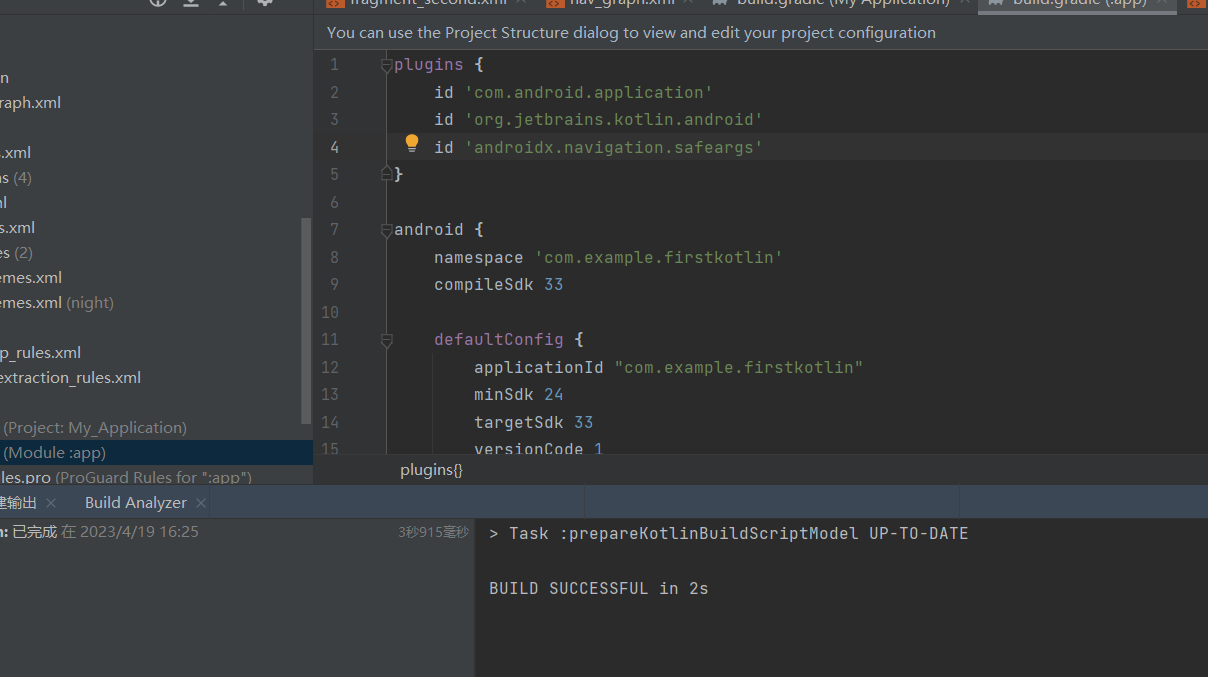 fragment_second.xml
nav_graph.xml
build.gradle (My Application)
build.gradle (:app)
You can use the Project Structure dialog to view and edit your project configuration
n
raph.xml
s.xml
ns (4)
ml
s.xml
es (2)
emes.xml
emes.xml (night)
p_rules.xml
extraction_rules.xml
(Project: My_Application)
(Module :app)
les.pro (ProGuard Rules for ":app")
1 plugins {
2 id 'com.android.application'
3 id 'org.jetbrains.kotlin.android'
4 id 'androidx.navigation.safeargs'
5 }
6
7 android {
8 namespace 'com.example.firstkotlin'
9 compileSdk 33
10
11 defaultConfig {
12 applicationId "com.example.firstkotlin"
13 minSdk 24
14 targetSdk 33
15 versionCode 1
plugins{}
建输出
Build Analyzer
n: 已完成 在 2023/4/19 16:25
3秒915毫秒
> Task :prepareKotlinBuildScriptModel UP-TO-DATE
BUILD SUCCESSFUL in 2s